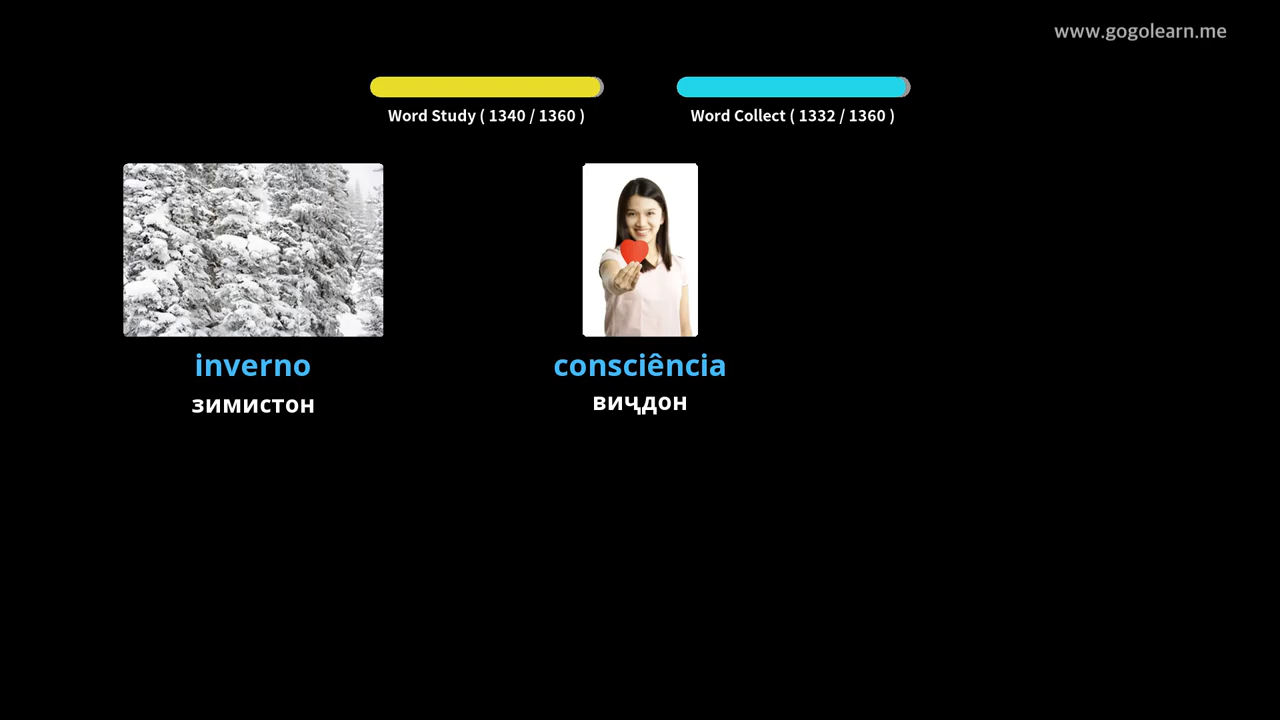 www.gogolearn.me
Word Study ( 1340 / 1360 )
Word Collect ( 1332 / 1360 )
inverno
зимистон
consciência
виҷдон